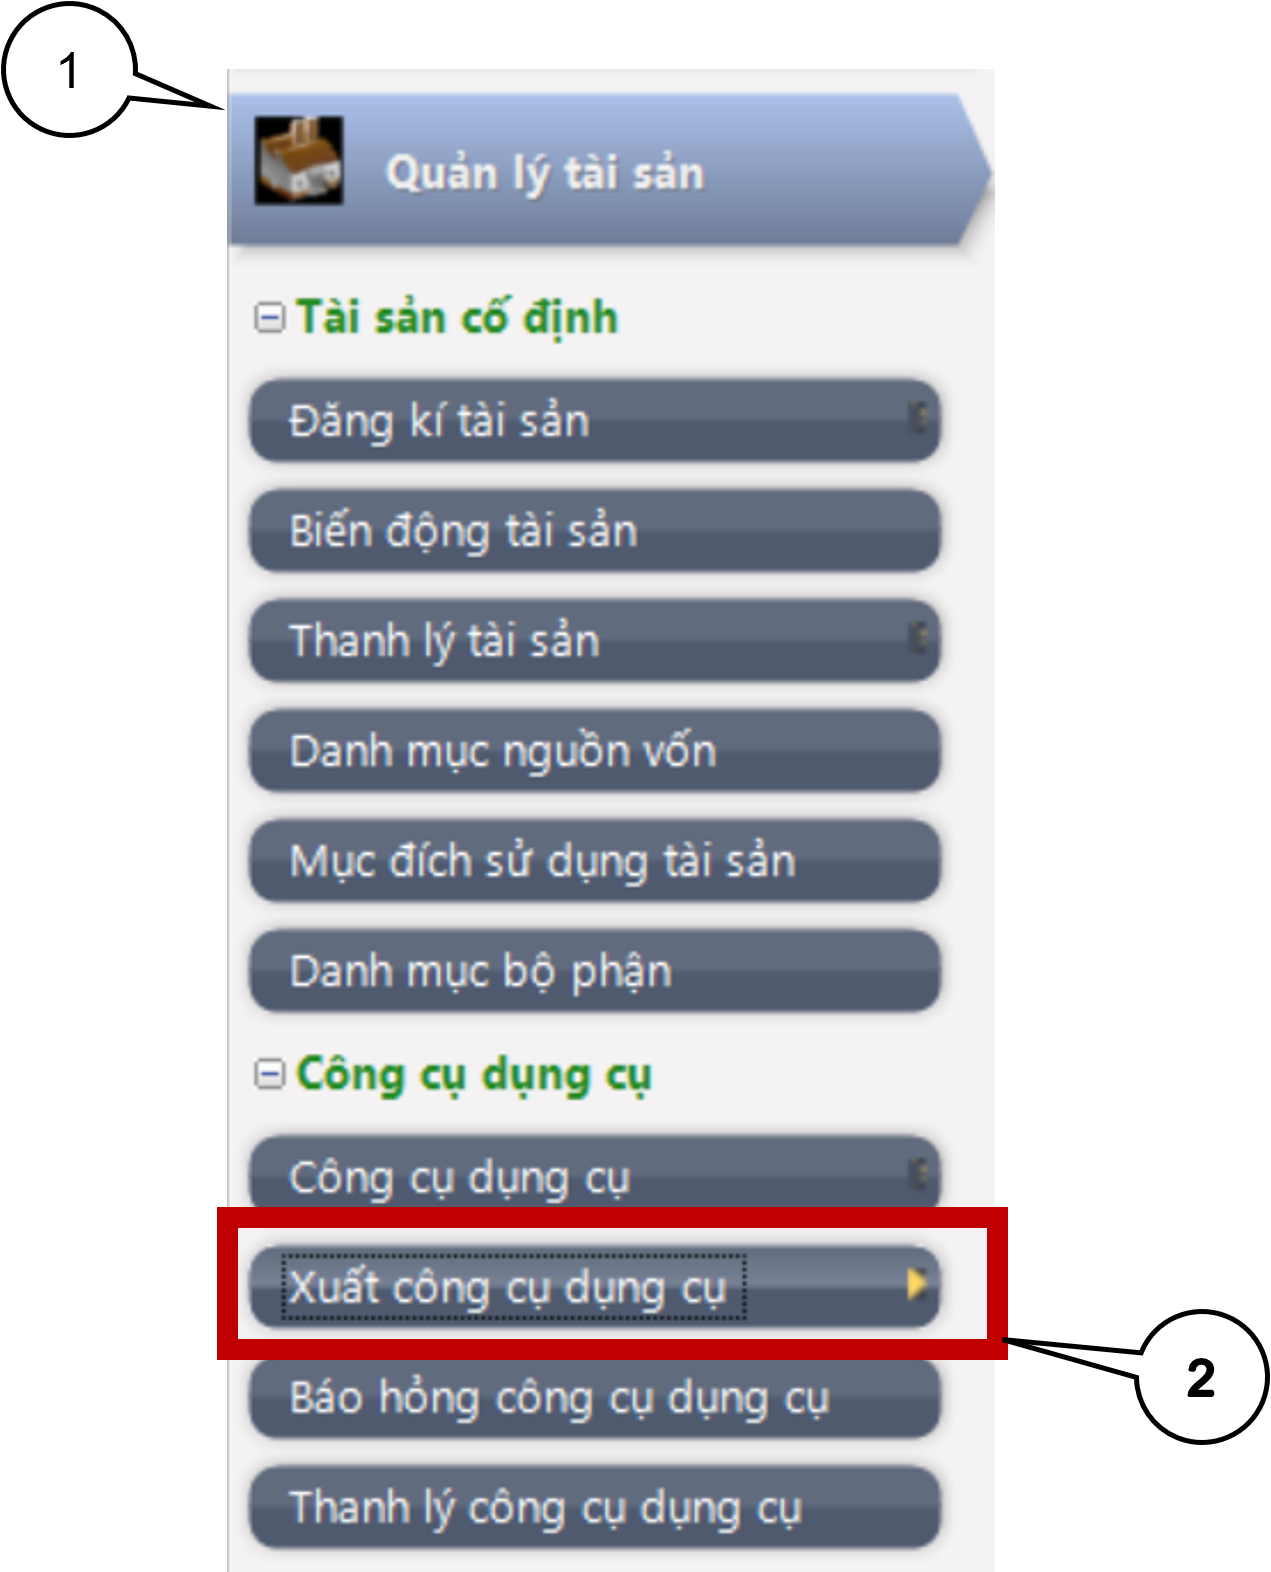 1
Quản lý tài sản
Tài sản cố định
Đăng kí tài sản
Biến động tài sản
Thanh lý tài sản
Danh mục nguồn vốn
Mục đích sử dụng tài sản
Danh mục bộ phận
Công cụ dụng cụ
Công cụ dụng cụ
Xuất công cụ dụng cụ
2
Báo hỏng công cụ dụng cụ
Thanh lý công cụ dụng cụ